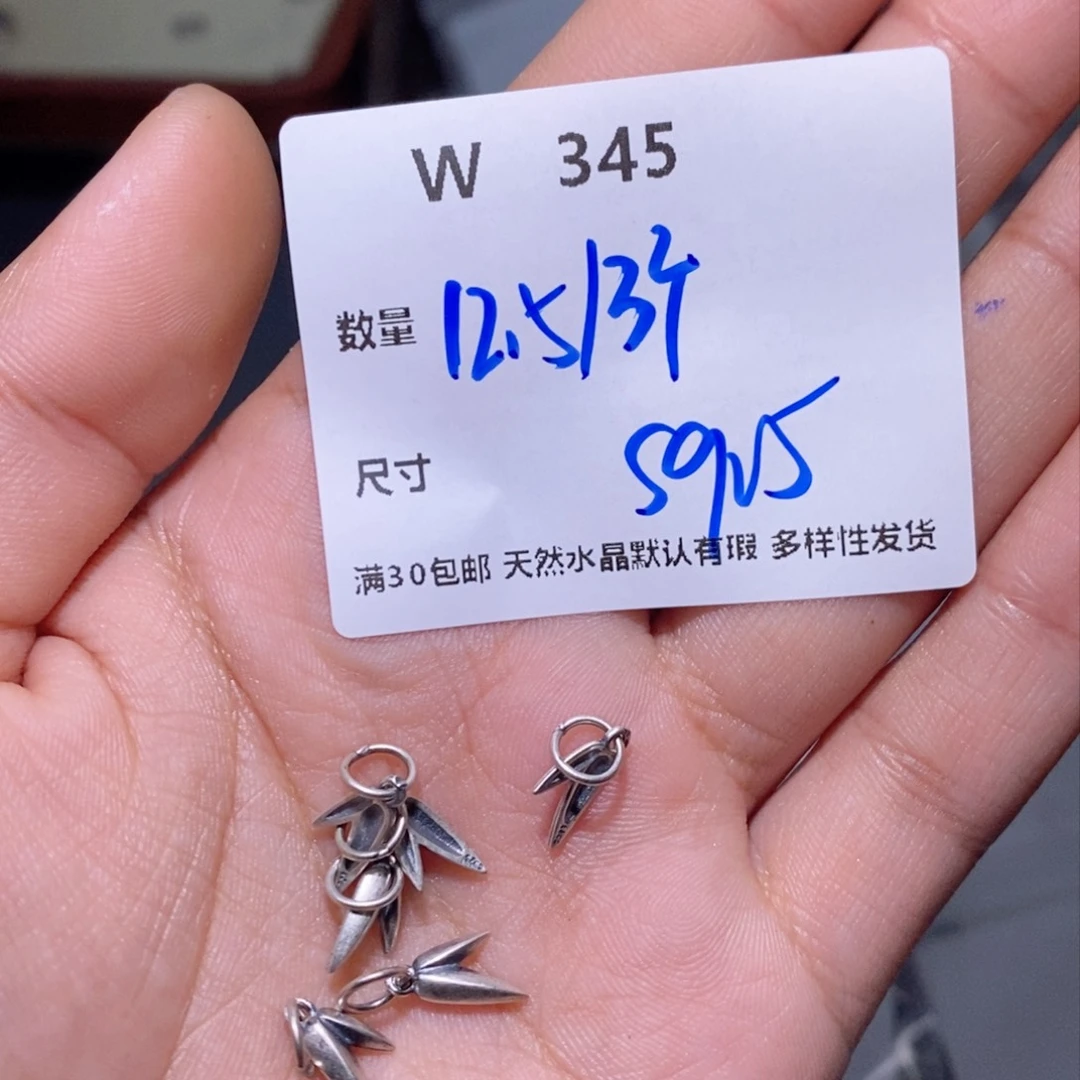 W 345
数量 12.5/3个
尺寸 S925
满30包邮 天然水晶默认有瑕 多样性发货